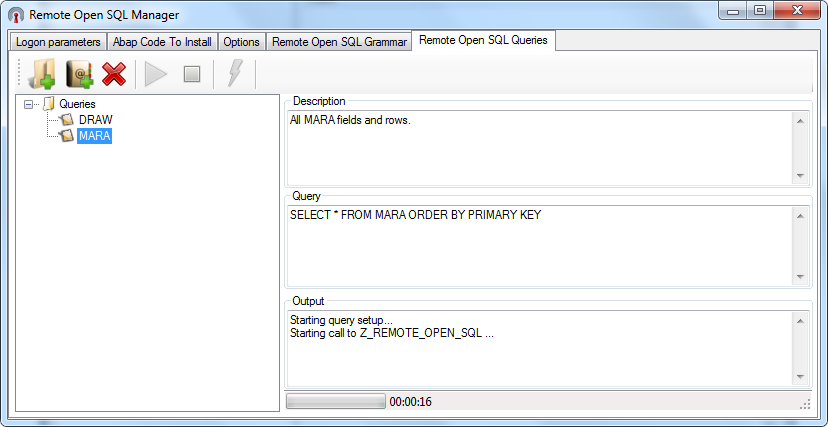 Remote Open SQL Manager
Logon parameters
Abap Code To Install
Options
Remote Open SQL Grammar
Remote Open SQL Queries
Queries
DRAW
MARA
Description
All MARA fields and rows.
Query
SELECT * FROM MARA ORDER BY PRIMARY KEY
Output
Starting query setup...
Starting call to Z_REMOTE_OPEN_SQL ...
00:00:16